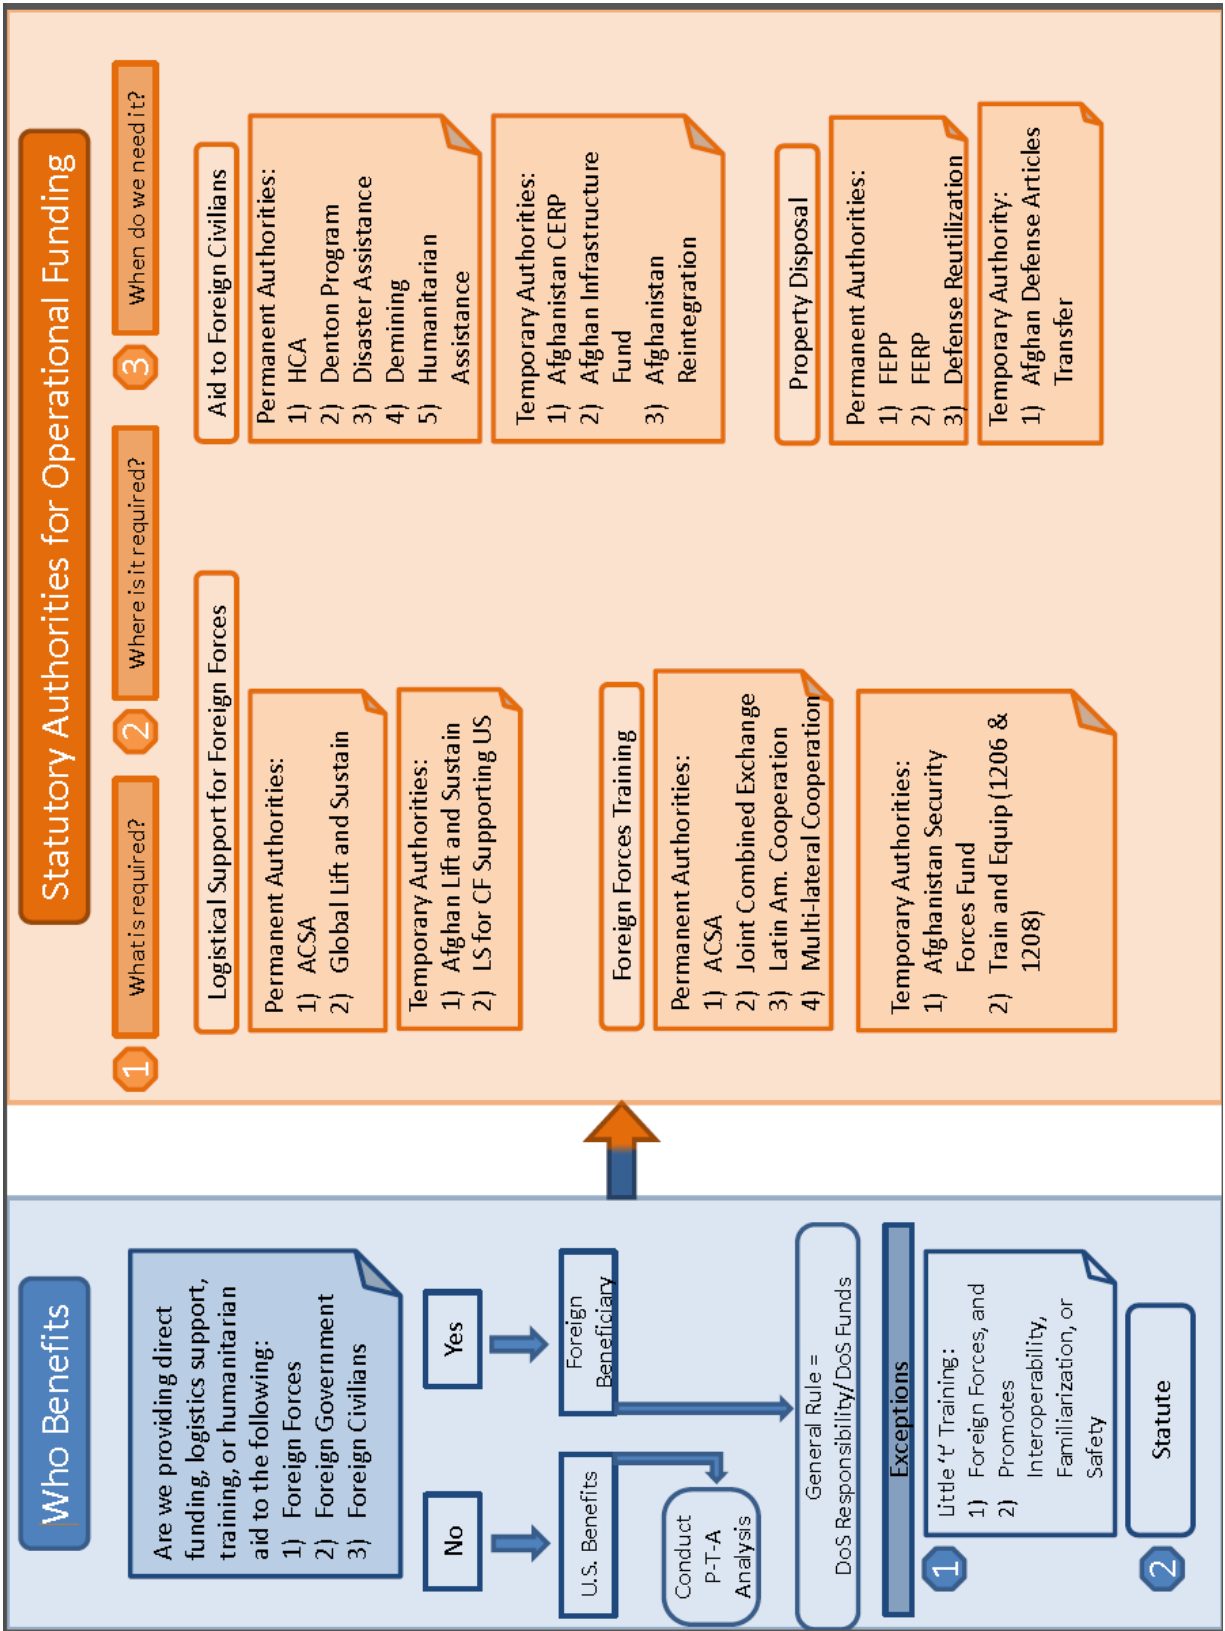 Who Benefits
Are we providing direct
funding, logistics support,
training, or humanitarian
aid to the following:
1) Foreign Forces
2) Foreign Government
3) Foreign Civilians
No
Yes
U.S. Benefits
Foreign
Beneficiary
Conduct
P-T-A
Analysis
General Rule =
DoS Responsibility/DoS Funds
Exceptions
1
Little ‘t’ Training:
1) Foreign Forces, and
2) Promotes
Interoperability,
Familiarization, or
Safety
2
Statute
Statutory Authorities for Operational Funding
1
What is required?
2
Where is it required?
3
When do we need it?
Logistical Support for Foreign Forces
Permanent Authorities:
1) ACSA
2) Global Lift and Sustain
Temporary Authorities:
1) Afghan Lift and Sustain
2) LS for CF Supporting US
Foreign Forces Training
Permanent Authorities:
1) ACSA
2) Joint Combined Exchange
3) Latin Am. Cooperation
4) Multi-lateral Cooperation
Temporary Authorities:
1) Afghanistan Security
Forces Fund
2) Train and Equip (1206 &
1208)
Aid to Foreign Civilians
Permanent Authorities:
1) HCA
2) Denton Program
3) Disaster Assistance
4) Demining
5) Humanitarian
Assistance
Temporary Authorities:
1) Afghanistan CERP
2) Afghan Infrastructure
Fund
3) Afghanistan
Reintegration
Property Disposal
Permanent Authorities:
1) FEPP
2) FERP
3) Defense Reutilization
Temporary Authority:
1) Afghan Defense Articles
Transfer